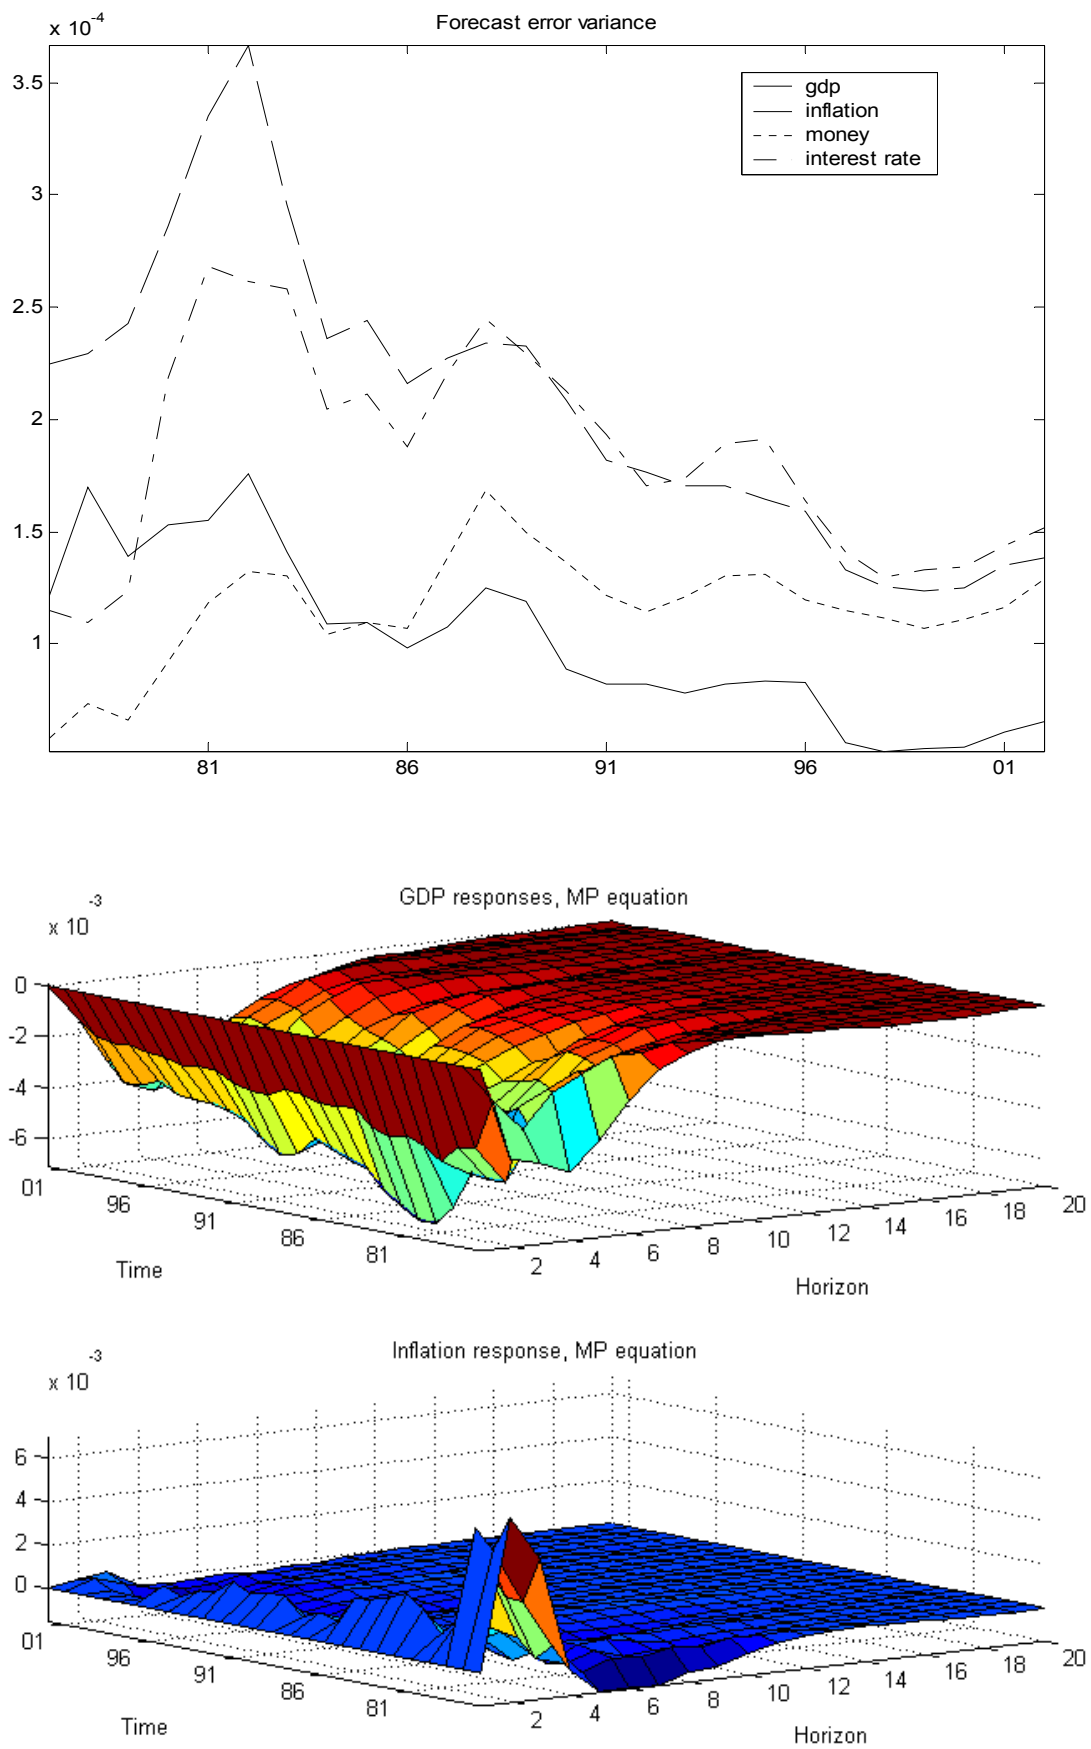 x 10-4
Forecast error variance
3.5
3
2.5
2
1.5
1
gdp
inflation
money
interest rate
81 86 91 96 01
GDP responses, MP equation
x 10-3
0
-2
-4
-6
01 96 91 86 81
Time
2 4 6 8 10 12 14 16 18 20
Horizon
Inflation response, MP equation
x 10-3
6
4
2
0
01 96 91 86 81
Time
2 4 6 8 10 12 14 16 18 20
Horizon